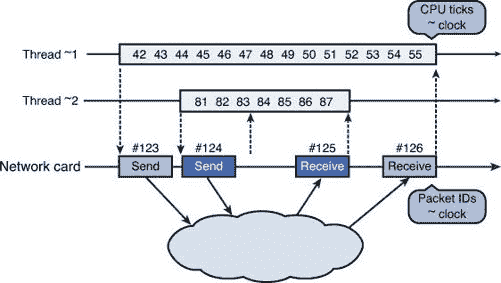 CPU ticks
~ clock
Thread ~1
42 43 44 45 46 47 48 49 50 51 52 53 54 55
Thread ~2
81 82 83 84 85 86 87
#123 #124 #125 #126
Network card Send Send Receive Receive
Packet IDs
~ clock